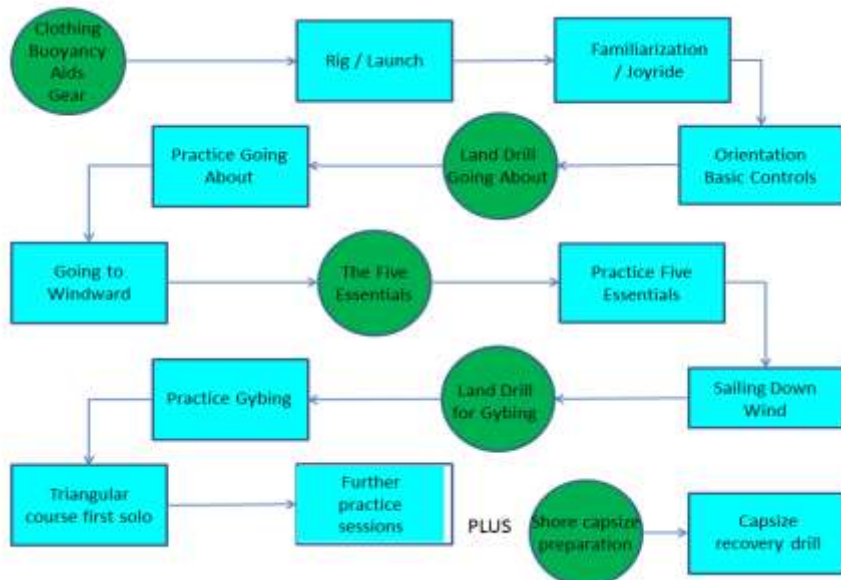 Clothing
Buoyancy
Aids
Gear
Rig / Launch
Familiarization
/ Joyride
Orientation
Basic Controls
Land Drill
Going About
Practice Going
About
Going to
Windward
The Five
Essentials
Practice Five
Essentials
Sailing Down
Wind
Land Drill
for Gybing
Practice Gybing
Triangular
course first solo
Further
practice
sessions
PLUS
Shore capsize
preparation
Capsize
recovery drill